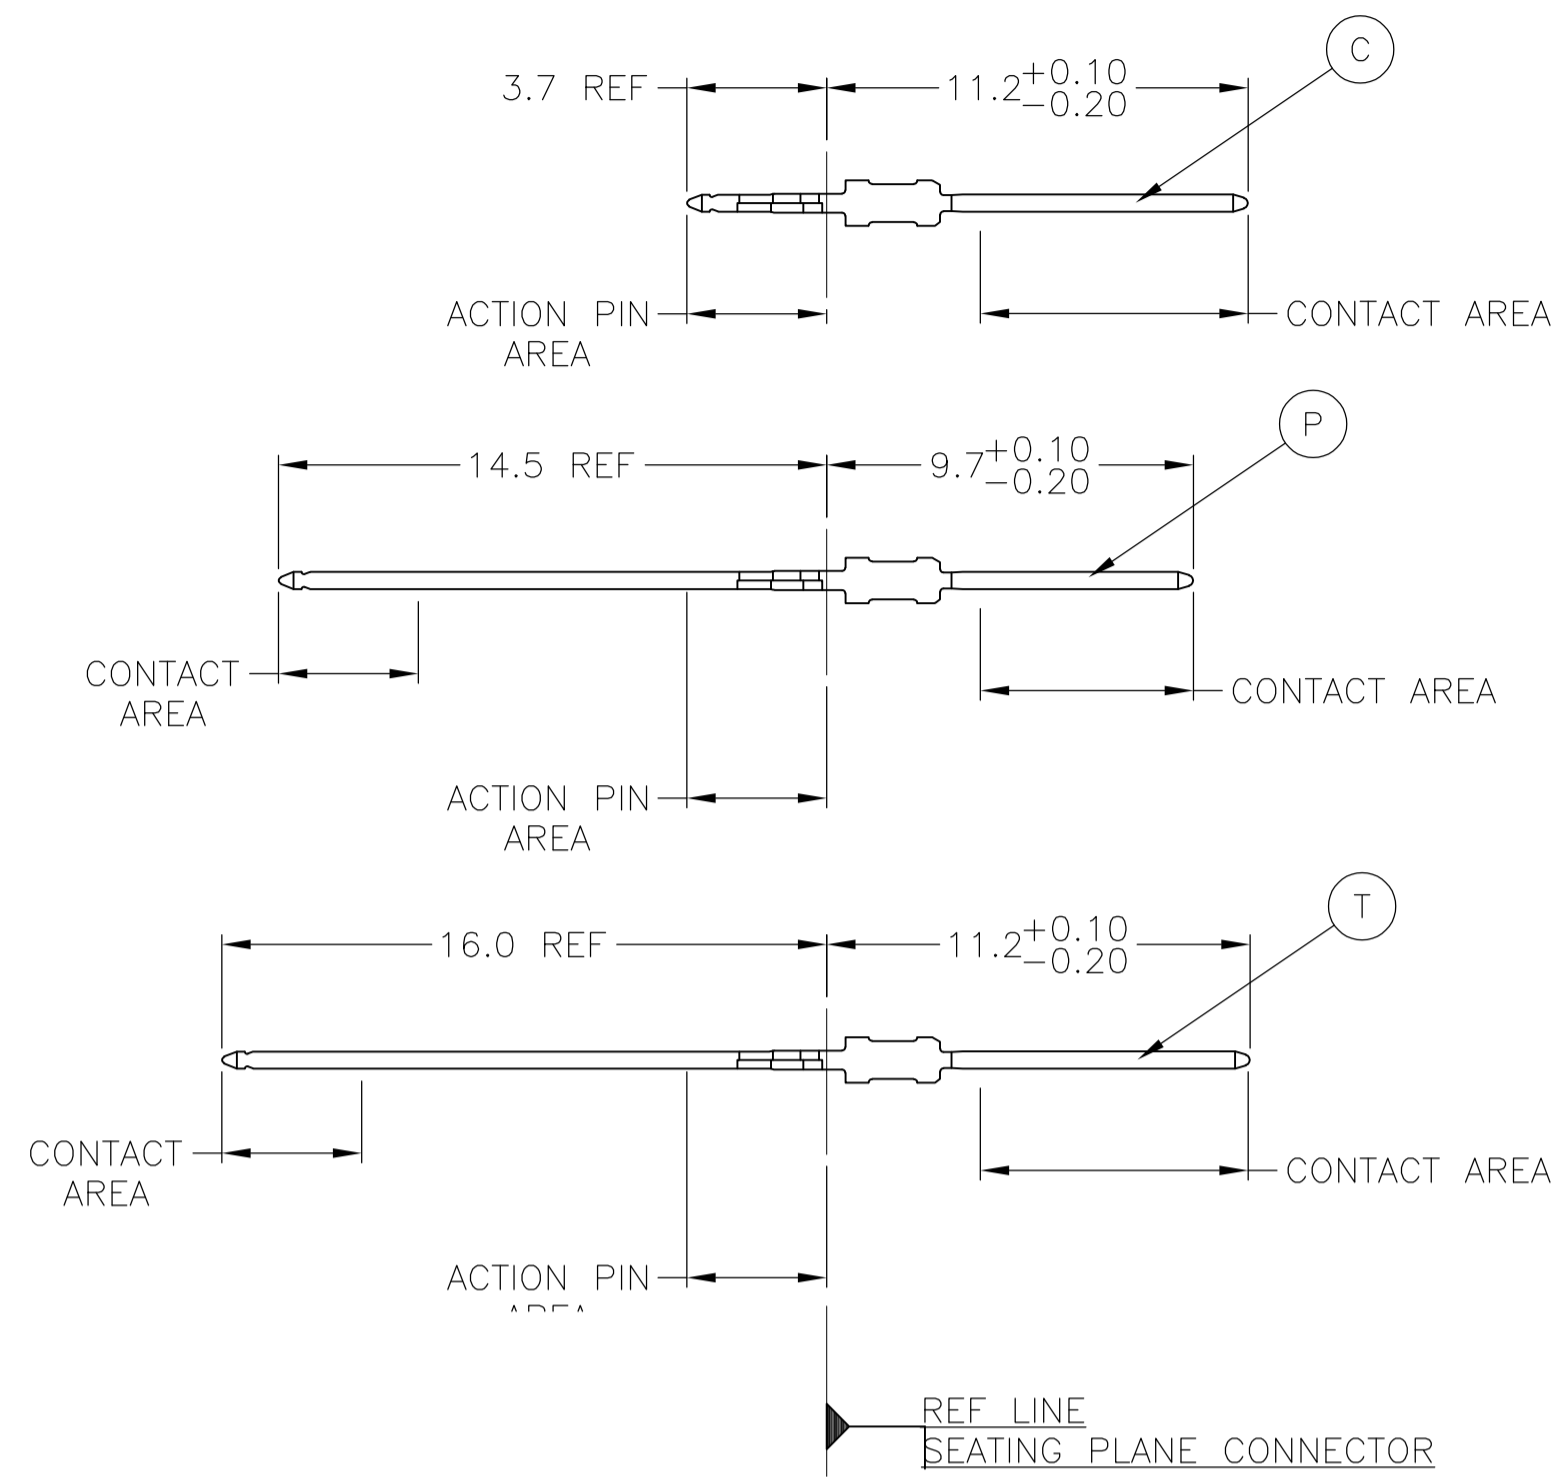 C
3.7 REF
11.2 +0.10
-0.20
ACTION PIN
AREA
CONTACT AREA
P
14.5 REF
9.7 +0.10
-0.20
CONTACT
AREA
CONTACT AREA
ACTION PIN
AREA
T
16.0 REF
11.2 +0.10
-0.20
CONTACT
AREA
CONTACT AREA
ACTION PIN
AREA
REF LINE
SEATING PLANE CONNECTOR